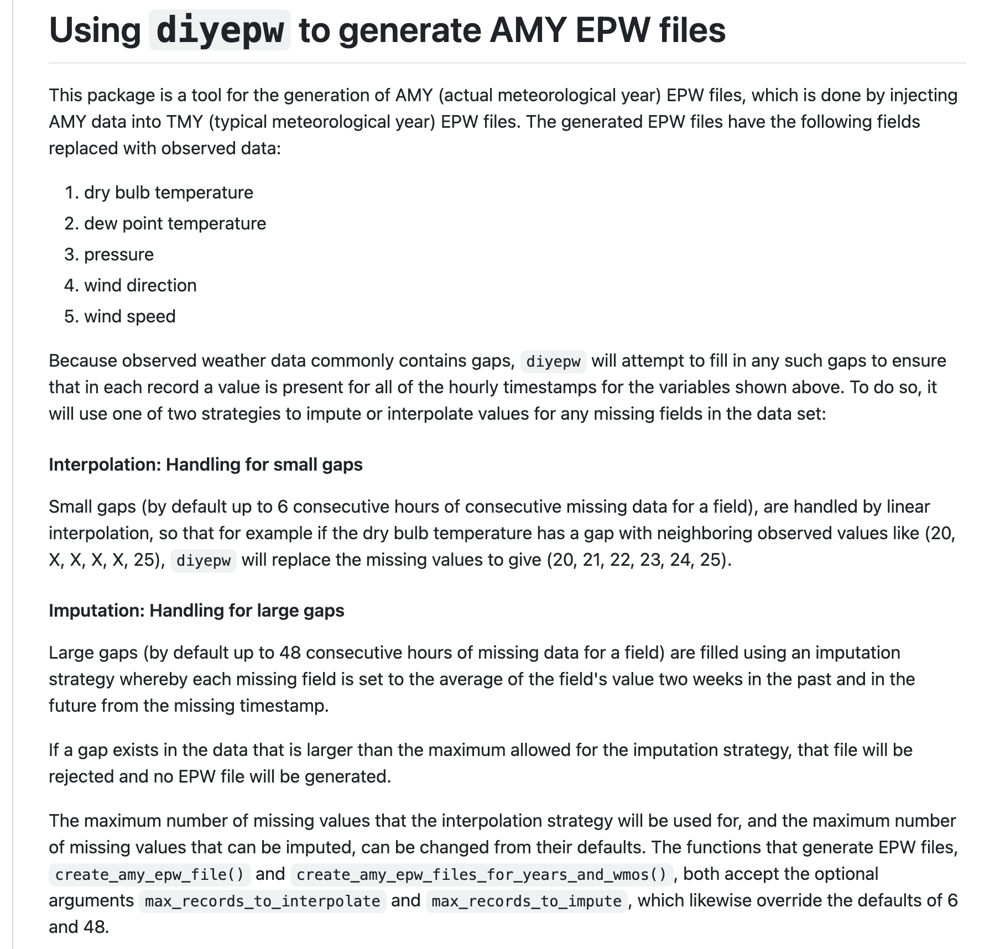 Using diyepw to generate AMY EPW files
This package is a tool for the generation of AMY (actual meteorological year) EPW files, which is done by injecting
AMY data into TMY (typical meteorological year) EPW files. The generated EPW files have the following fields
replaced with observed data:
1. dry bulb temperature
2. dew point temperature
3. pressure
4. wind direction
5. wind speed
Because observed weather data commonly contains gaps, diyepw will attempt to fill in any such gaps to ensure
that in each record a value is present for all of the hourly timestamps for the variables shown above. To do so, it
will use one of two strategies to impute or interpolate values for any missing fields in the data set:
Interpolation: Handling for small gaps
Small gaps (by default up to 6 consecutive hours of consecutive missing data for a field), are handled by linear
interpolation, so that for example if the dry bulb temperature has a gap with neighboring observed values like (20,
X, X, X, X, 25), diyepw will replace the missing values to give (20, 21, 22, 23, 24, 25).
Imputation: Handling for large gaps
Large gaps (by default up to 48 consecutive hours of missing data for a field) are filled using an imputation
strategy whereby each missing field is set to the average of the field's value two weeks in the past and in the
future from the missing timestamp.
If a gap exists in the data that is larger than the maximum allowed for the imputation strategy, that file will be
rejected and no EPW file will be generated.
The maximum number of missing values that the interpolation strategy will be used for, and the maximum number
of missing values that can be imputed, can be changed from their defaults. The functions that generate EPW files,
create_amy_epw_file() and create_amy_epw_files_for_years_and_wmos(), both accept the optional
arguments max_records_to_interpolate and max_records_to_impute, which likewise override the defaults of 6
and 48.